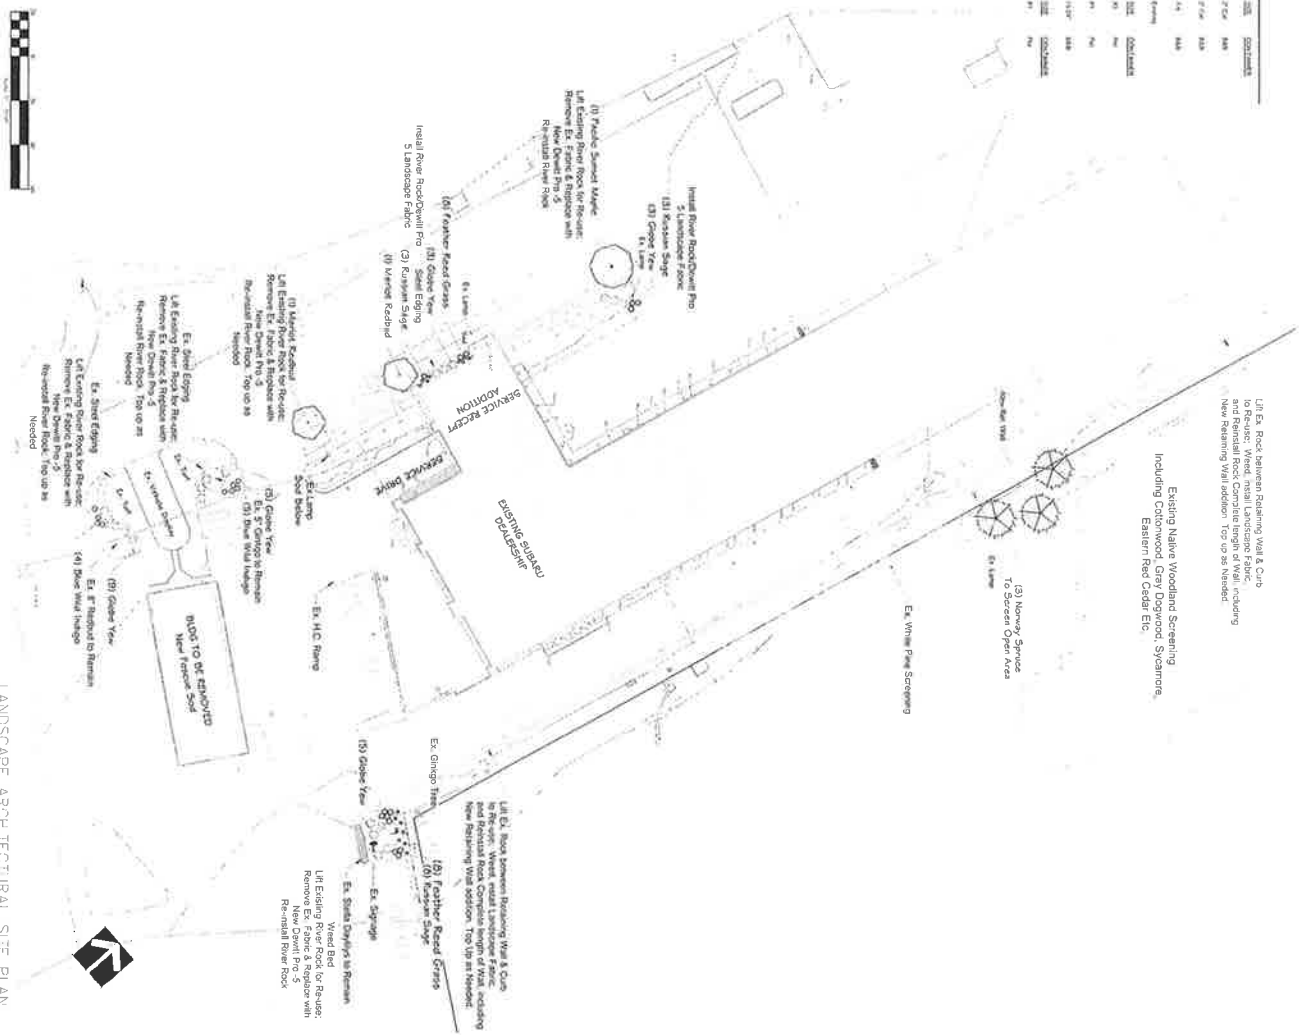 Lift Ex. Rock between Retaining Wall & Curb
to Re-use; Weed, install Landscape Fabric,
and Reinstall Rock Complete length of Wall, including
New Retaining Wall addition. Top up as Needed.
Existing Native Woodland Screening
Including Cottonwood, Gray Dogwood, Sycamore,
Eastern Red Cedar Etc.
(3) Norway Spruce
To Screen Open Area
Ex. Lamp
Ex. White Pine Screening
Install River Rock/Dewitt Pro
5 Landscape Fabric
(3) Russian Sage
(3) Globe Yew
Ex. Lamp
(1) Pacific Sunset Maple
Lift Existing River Rock for Re-use;
Remove Ex. Fabric & Replace with
New Dewitt Pro -5
Re-install River Rock
EXISTING SUBARU
DEALERSHIP
SERVICE RECEPT
ADDITION
SERVICE DRIVE
Ex. Lamp
(6) Feather Reed Grass
(3) Globe Yew
Install River Rock/Dewitt Pro
5 Landscape Fabric
Steel Edging
(3) Russian Sage
(1) Merlot Redbud
(1) Merlot Redbud
Lift Existing River Rock for Re-use;
Remove Ex. Fabric & Replace with
New Dewitt Pro -5
Re-install River Rock. Top up as
Needed
Ex Lamp
Sod Below
Ex. H.C. Ramp
(5) Globe Yew
Ex. 5" Ginkgo to Remain
(5) Blue Wild Indigo
Ex. Steel Edging
Lift Existing River Rock for Re-use;
Remove Ex. Fabric & Replace with
New Dewitt Pro -5
Re-install River Rock. Top up as
Needed
Ex. Turf
Ex. Vehicle Display
Ex. Turf
BLDG TO BE REMOVED
New Fescue Sod
Ex. Steel Edging
Lift Existing River Rock for Re-use;
Remove Ex. Fabric & Replace with
New Dewitt Pro -5
Re-install River Rock. Top up as
Needed
(9) Globe Yew
Ex. 8" Redbud to Remain
(4) Blue Wild Indigo
Lift Ex. Rock between Retaining Wall & Curb
to Re-use; Weed, install Landscape Fabric,
and Reinstall Rock Complete length of Wall, including
New Retaining Wall addition. Top Up as Needed.
Ex. Ginkgo Tree
(8) Feather Reed Grass
(6) Russian Sage
(5) Globe Yew
Ex. Signage
Ex. Stella Daylilys to Remain
Weed Bed
Lift Existing River Rock for Re-use;
Remove Ex. Fabric & Replace with
New Dewitt Pro -5
Re-install River Rock
LANDSCAPE ARCHITECTURAL SITE PLAN